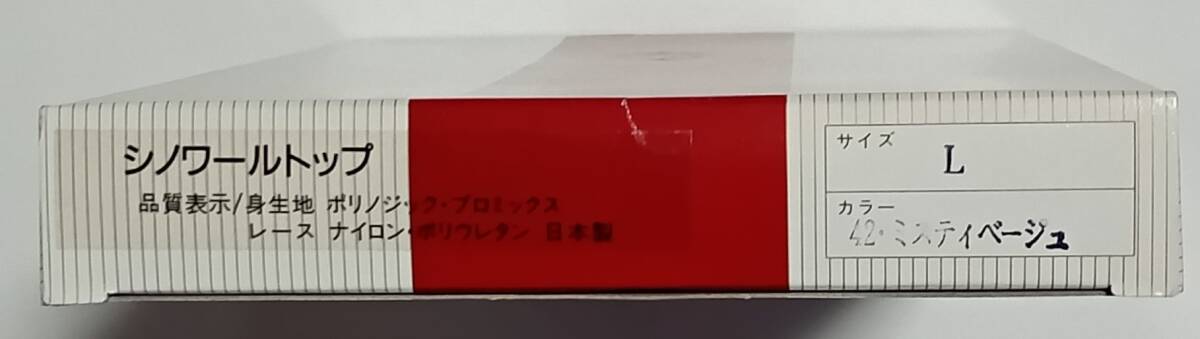 シノワールトップ
品質表示/身生地 ポリノジック・プロミックス
レース ナイロン・ポリウレタン 日本製
サイズ
L
カラー
42・ミスティベージュ